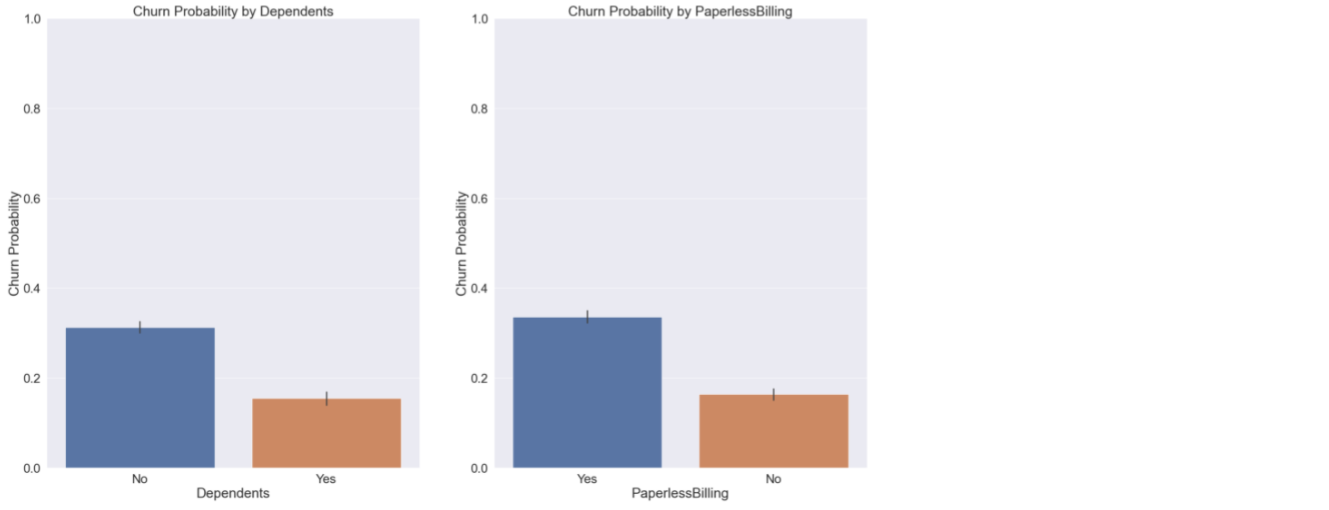 Churn Probability by Dependents
1.0
0.8
0.6
0.4
0.2
0.0
Churn Probability
No
Yes
Dependents
Churn Probability by PaperlessBilling
1.0
0.8
0.6
0.4
0.2
0.0
Churn Probability
Yes
No
PaperlessBilling